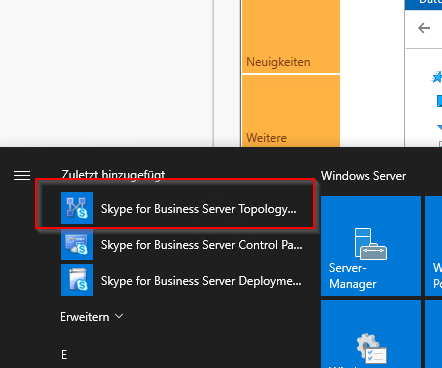 Neuigkeiten
Weitere
Zuletzt hinzugefügt
Windows Server
Skype for Business Server Topology...
Skype for Business Server Control Pa...
Skype for Business Server Deployme...
Server-
Manager
Erweitern
E